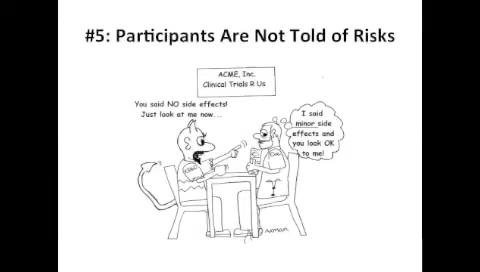 #5: Participants Are Not Told of Risks
ACME, Inc.
Clinical Trials R Us
You said NO side effects!
Just look at me now...
I said
minor side
effects and
you look OK
to me!